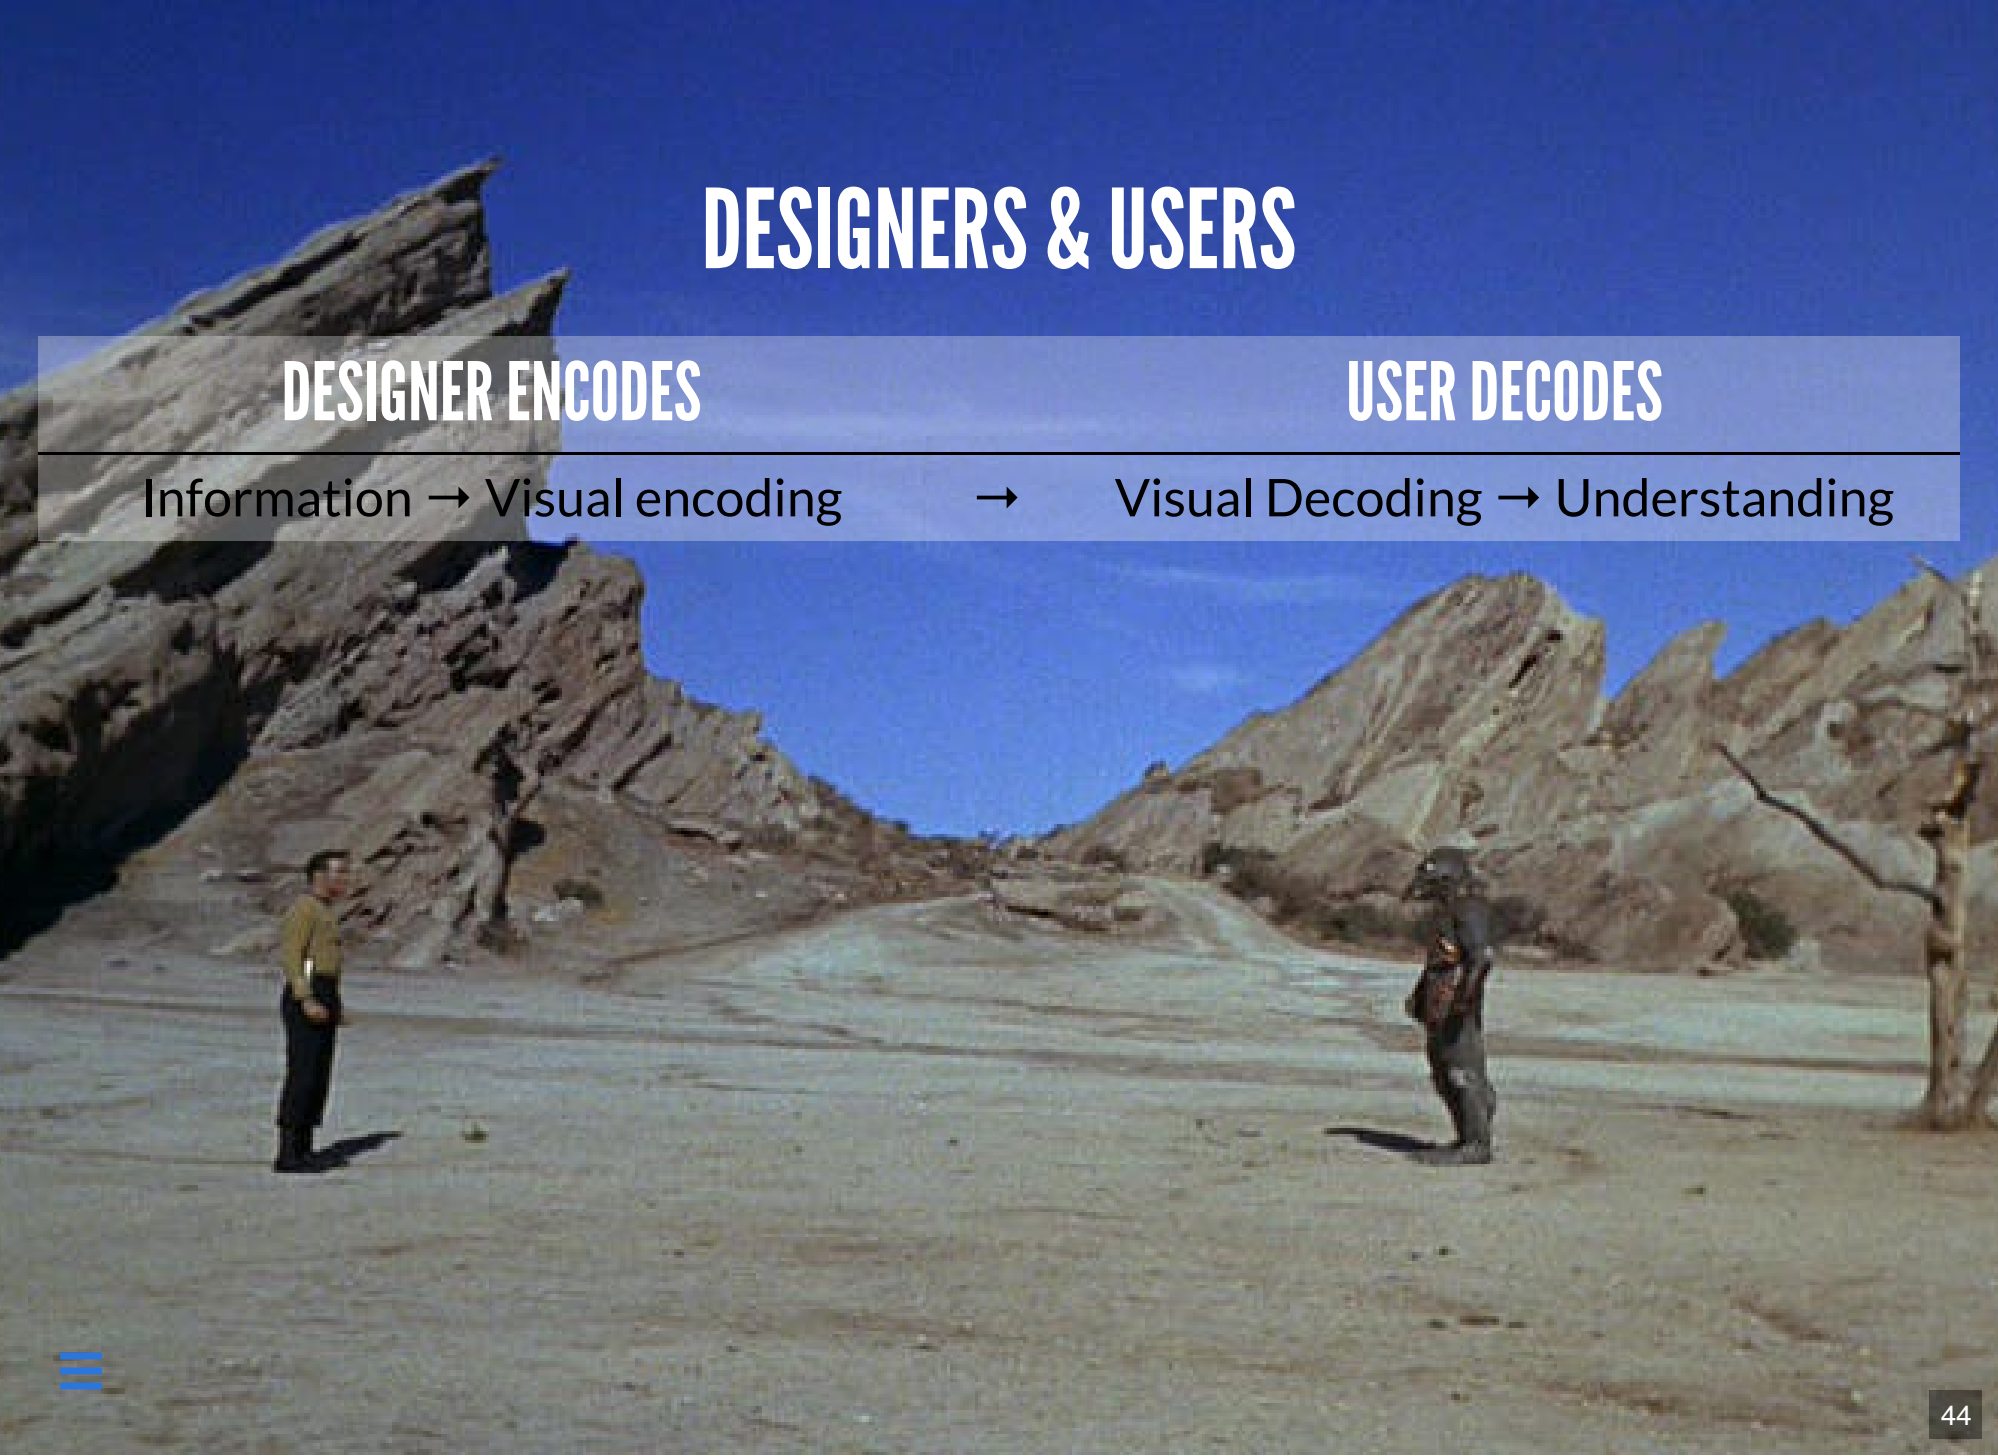 DESIGNERS & USERS
DESIGNER ENCODES USER DECODES
Information → Visual encoding → Visual Decoding → Understanding
44